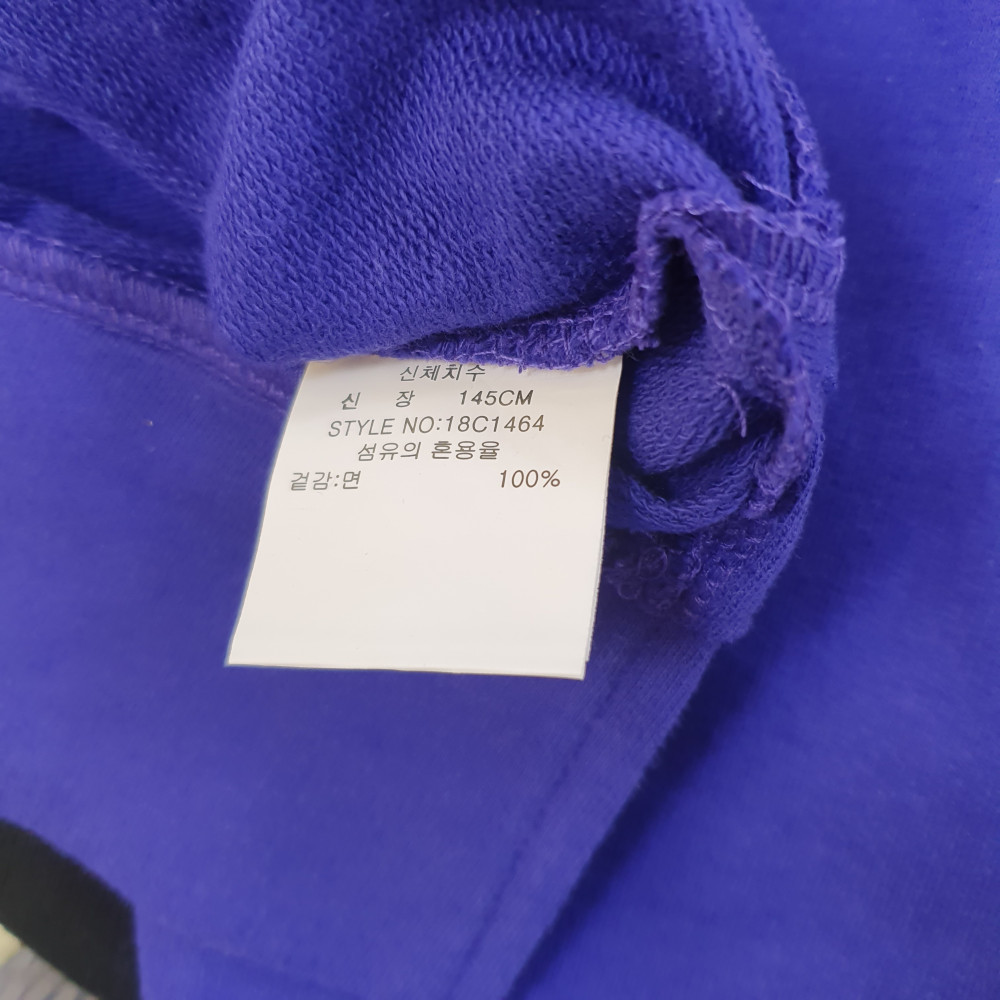 신체치수
신 장 145CM
STYLE NO:18C1464
섬유의 혼용율
겉감:면 100%